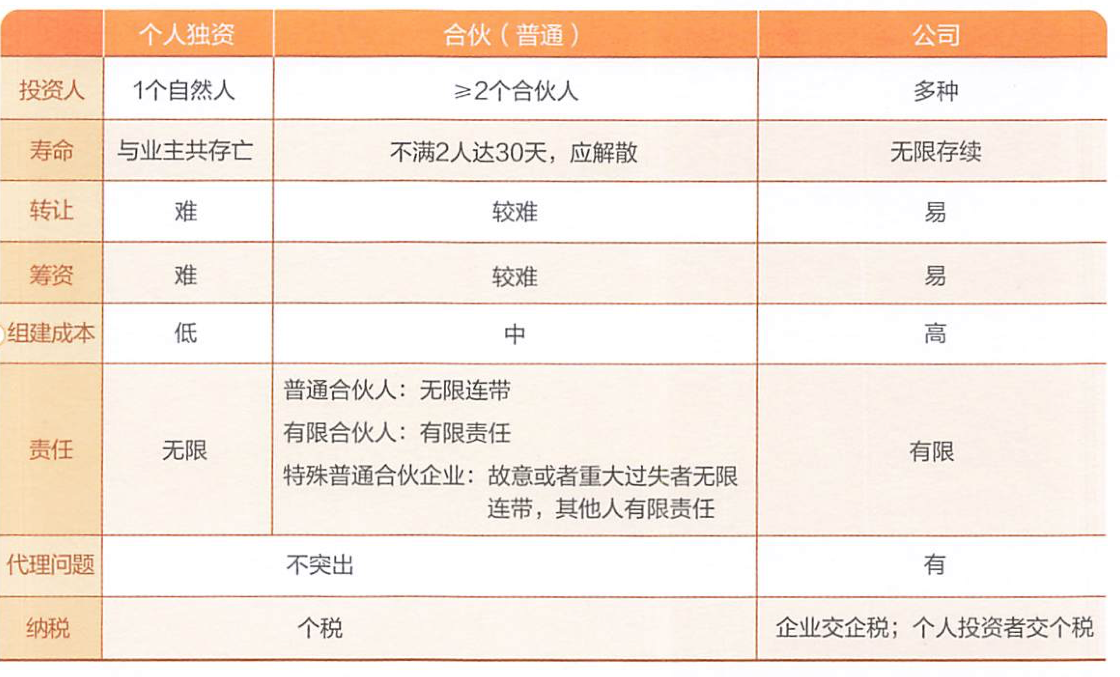 个人独资 合伙（普通） 公司
投资人 1个自然人 ≥2个合伙人 多种
寿命 与业主共存亡 不满2人达30天，应解散 无限存续
转让 难 较难 易
筹资 难 较难 易
组建成本 低 中 高
责任 无限 普通合伙人：无限连带
有限合伙人：有限责任
特殊普通合伙企业：故意或者重大过失者无限
连带，其他人有限责任
有限
代理问题 不突出 有
纳税 个税 企业交企税；个人投资者交个税